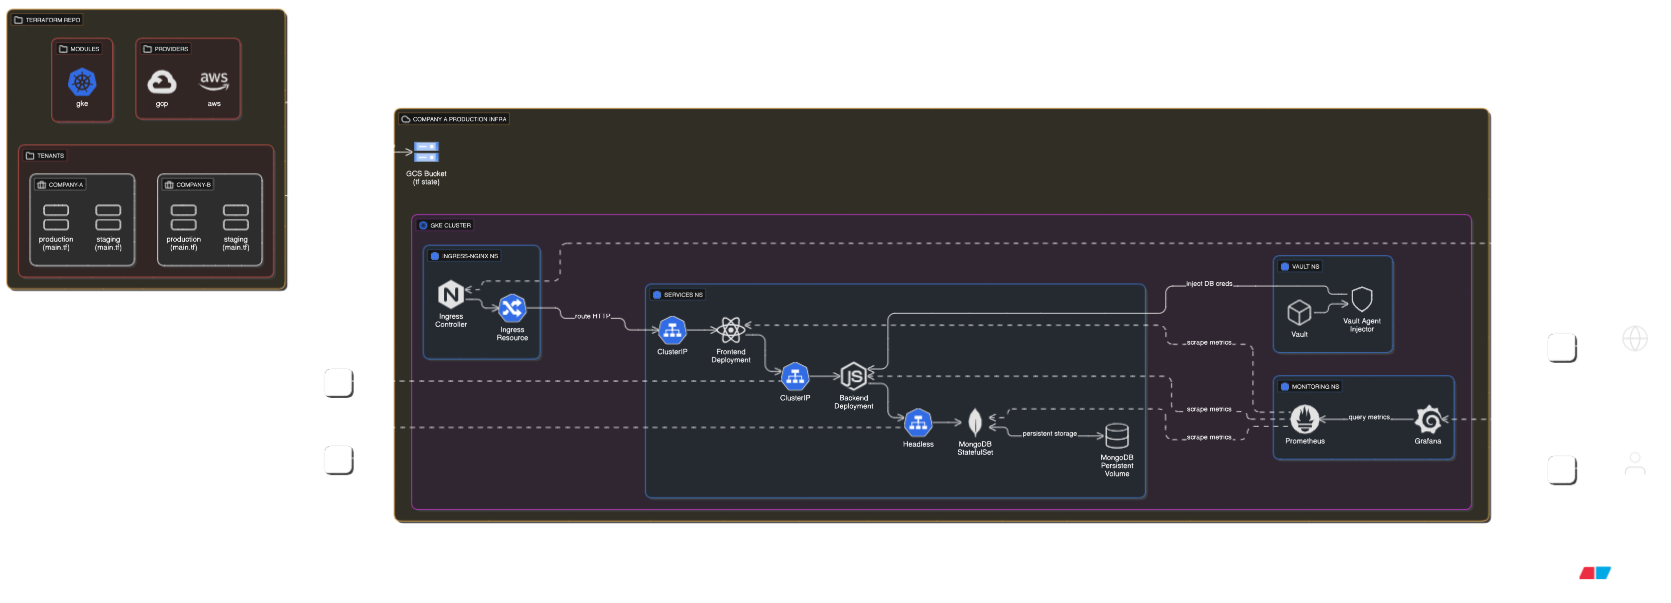 TERRAFORM REPO
MODULES
gke
PROVIDERS
gcp
aws
aws
TENANTS
COMPANY-A
production
(main.tf)
staging
(main.tf)
COMPANY-B
production
(main.tf)
staging
(main.tf)
COMPANY A PRODUCTION INFRA
GCS Bucket
(tf state)
GKE CLUSTER
INGRESS-NGINX NS
N
Ingress
Controller
Ingress
Resource
route HTTP
SERVICES NS
ClusterIP
Frontend
Deployment
ClusterIP
JS
Backend
Deployment
Headless
MongoDB
StatefulSet
persistent storage
MongoDB
Persistent
Volume
inject DB creds
scrape metrics
scrape metrics
scrape metrics
VAULT NS
Vault
Vault Agent
Injector
MONITORING NS
Prometheus
query metrics
Grafana